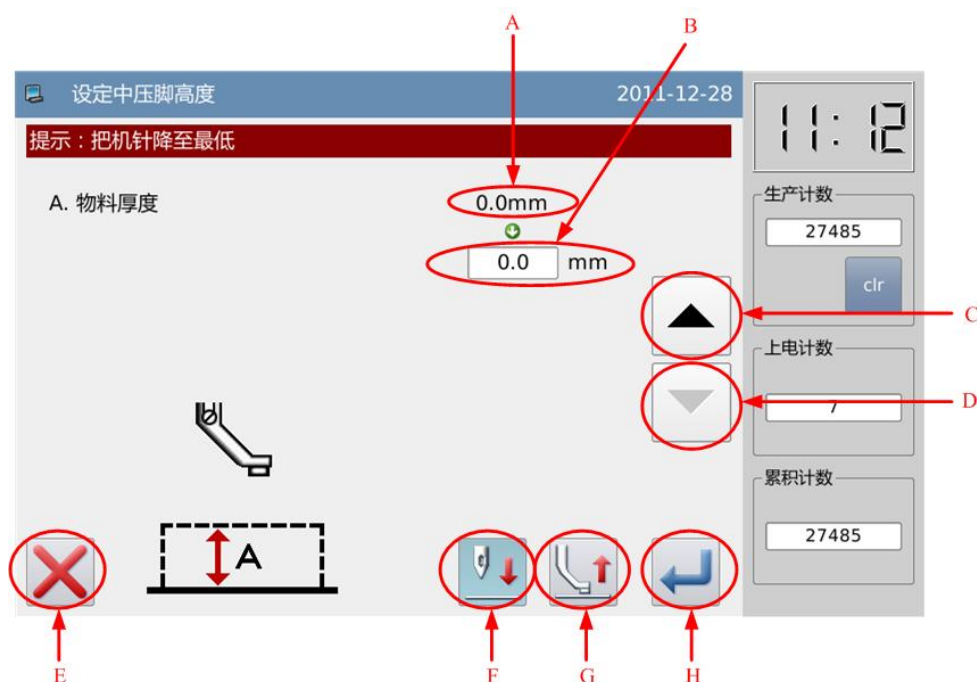 A
B
设定中压脚高度
2011-12-28
11:12
提示：把机针降至最低
A. 物料厚度
0.0mm
0.0 mm
生产计数
27485
clr
C
上电计数
7
D
累积计数
27485
A
E
F
G
H